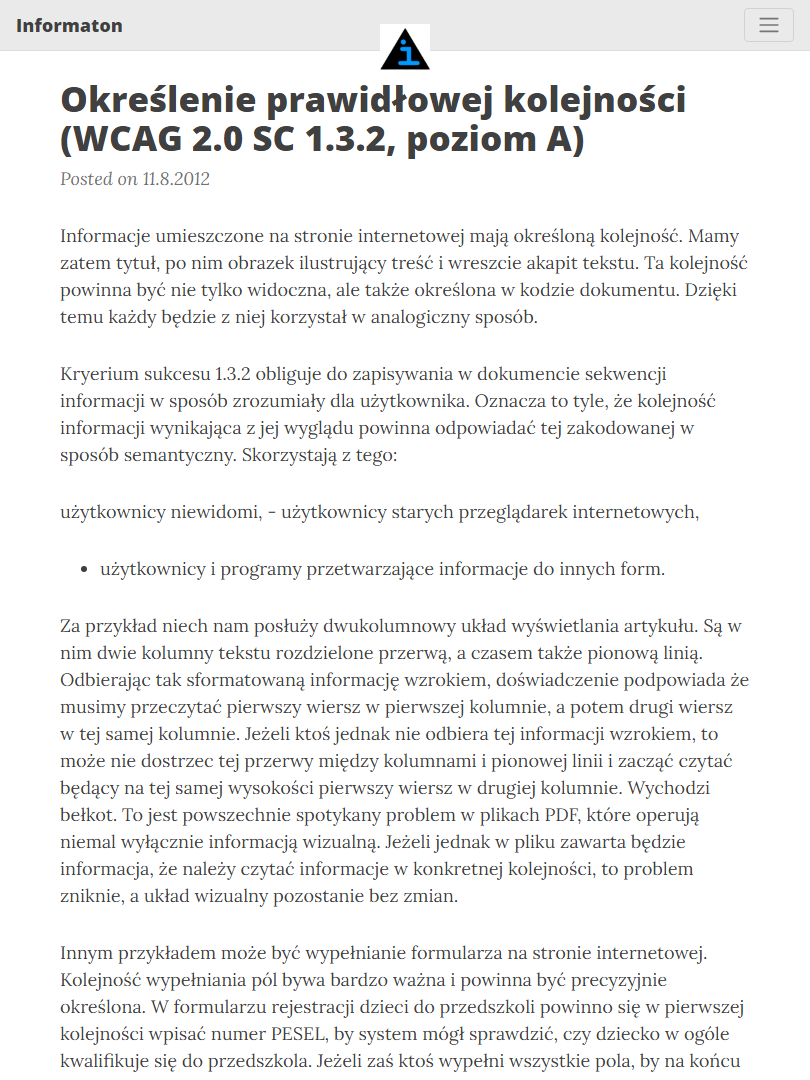 Informaton
i
Określenie prawidłowej kolejności
(WCAG 2.0 SC 1.3.2, poziom A)
Posted on 11.8.2012
Informacje umieszczone na stronie internetowej mają określoną kolejność. Mamy
zatem tytuł, po nim obrazek ilustrujący treść i wreszcie akapit tekstu. Ta kolejność
powinna być nie tylko widoczna, ale także określona w kodzie dokumentu. Dzięki
temu każdy będzie z niej korzystał w analogiczny sposób.
Kryerium sukcesu 1.3.2 obliguje do zapisywania w dokumencie sekwencji
informacji w sposób zrozumiały dla użytkownika. Oznacza to tyle, że kolejność
informacji wynikająca z jej wyglądu powinna odpowiadać tej zakodowanej w
sposób semantyczny. Skorzystają z tego:
użytkownicy niewidomi, - użytkownicy starych przeglądarek internetowych,
• użytkownicy i programy przetwarzające informacje do innych form.
Za przykład niech nam posłuży dwukolumnowy układ wyświetlania artykułu. Są w
nim dwie kolumny tekstu rozdzielone przerwą, a czasem także pionową linią.
Odbierając tak sformatowaną informację wzrokiem, doświadczenie podpowiada że
musimy przeczytać pierwszy wiersz w pierwszej kolumnie, a potem drugi wiersz
w tej samej kolumnie. Jeżeli ktoś jednak nie odbiera tej informacji wzrokiem, to
może nie dostrzec tej przerwy między kolumnami i pionowej linii i zacząć czytać
będący na tej samej wysokości pierwszy wiersz w drugiej kolumnie. Wychodzi
bełkot. To jest powszechnie spotykany problem w plikach PDF, które operują
niemal wyłącznie informacją wizualną. Jeżeli jednak w pliku zawarta będzie
informacja, że należy czytać informacje w konkretnej kolejności, to problem
zniknie, a układ wizualny pozostanie bez zmian.
Innym przykładem może być wypełnianie formularza na stronie internetowej.
Kolejność wypełniania pól bywa bardzo ważna i powinna być precyzyjnie
określona. W formularzu rejestracji dzieci do przedszkoli powinno się w pierwszej
kolejności wpisać numer PESEL, by system mógł sprawdzić, czy dziecko w ogóle
kwalifikuje się do przedszkola. Jeżeli zaś ktoś wypełni wszystkie pola, by na końcu